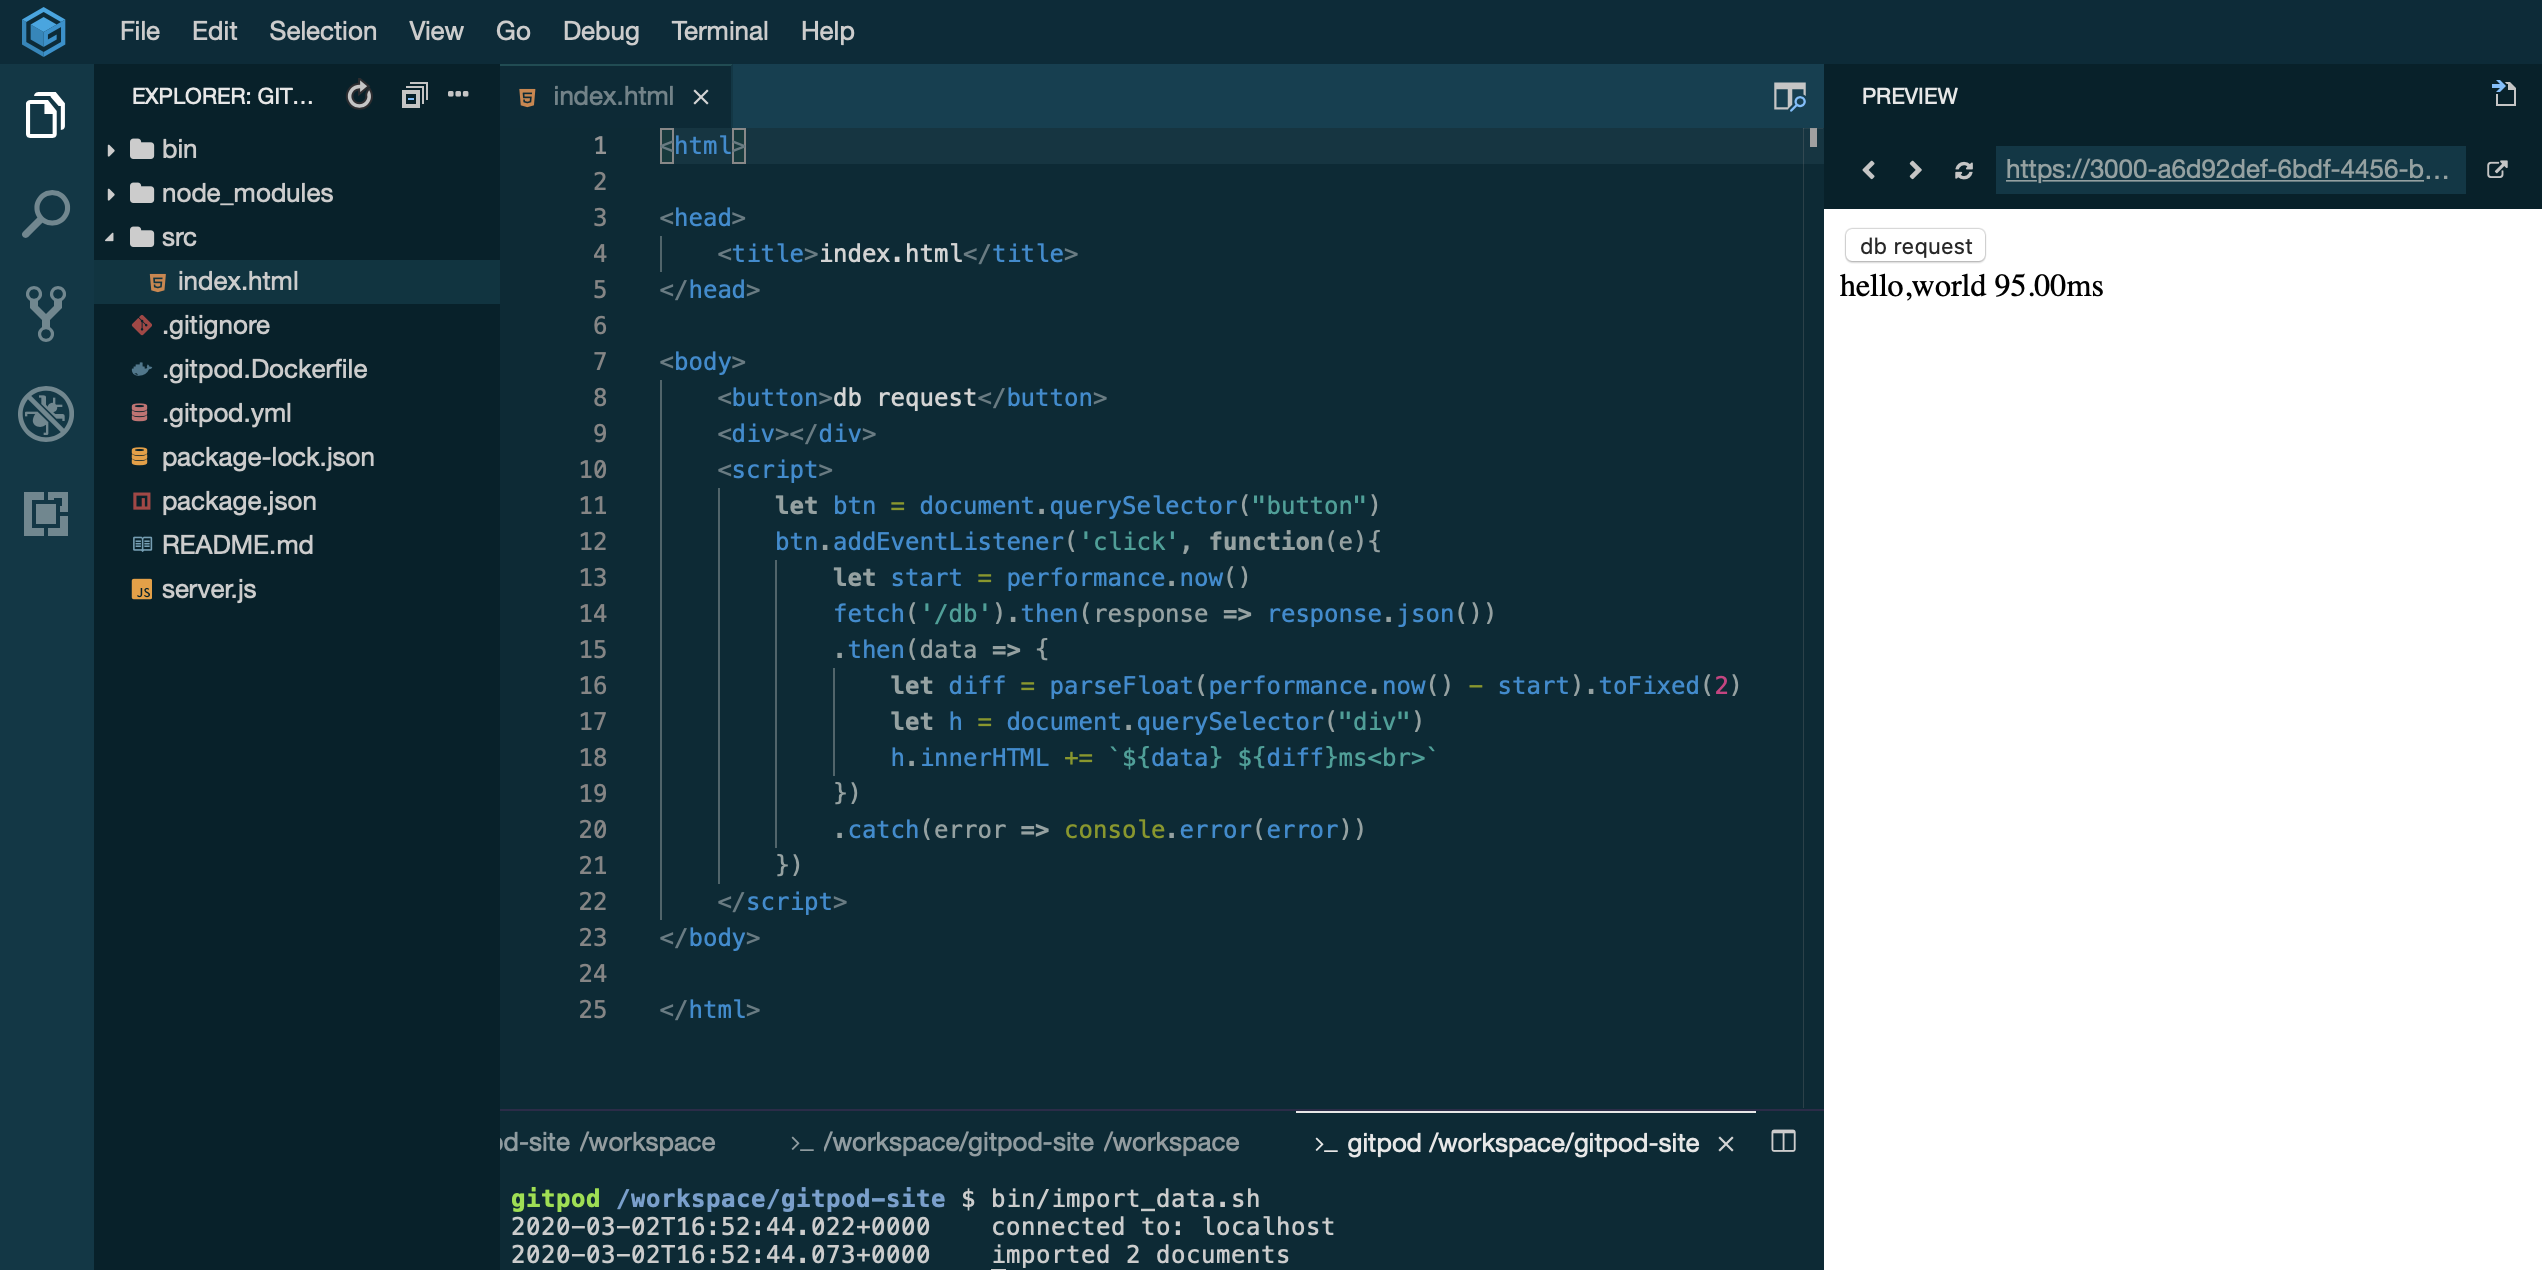 File Edit Selection View Go Debug Terminal Help
EXPLORER: GIT...
bin
node_modules
src
index.html
.gitignore
.gitpod.Dockerfile
.gitpod.yml
package-lock.json
package.json
README.md
JS server.js
index.html
1 <html>
2
3 <head>
4 <title>index.html</title>
5 </head>
6
7 <body>
8 <button>db request</button>
9 <div></div>
10 <script>
11 let btn = document.querySelector("button")
12 btn.addEventListener('click', function(e){
13 let start = performance.now()
14 fetch('/db').then(response => response.json())
15 .then(data => {
16 let diff = parseFloat(performance.now() - start).toFixed(2)
17 let h = document.querySelector("div")
18 h.innerHTML += `${data} ${diff}ms<br>`
19 })
20 .catch(error => console.error(error))
21 })
22 </script>
23 </body>
24
25 </html>
od-site /workspace >_ /workspace/gitpod-site /workspace >_ gitpod /workspace/gitpod-site
gitpod /workspace/gitpod-site $ bin/import_data.sh
2020-03-02T16:52:44.022+0000 connected to: localhost
2020-03-02T16:52:44.073+0000 imported 2 documents
PREVIEW
https://3000-a6d92def-6bdf-4456-b...
db request
hello,world 95.00ms